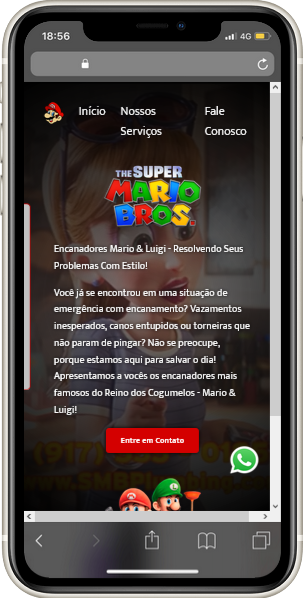 18:56 4G
Início Nossos Fale
Serviços Conosco
THE SUPER
MARIO
BROS.
Encanadores Mario & Luigi - Resolvendo Seus
Problemas Com Estilo!
Você já se encontrou em uma situação de
emergência com encanamento? Vazamentos
inesperados, canos entupidos ou torneiras que
não param de pingar? Não se preocupe,
porque estamos aqui para salvar o dia!
Apresentamos a vocês os encanadores mais
famosos do Reino dos Cogumelos - Mario &
Luigi!
Entre em Contato